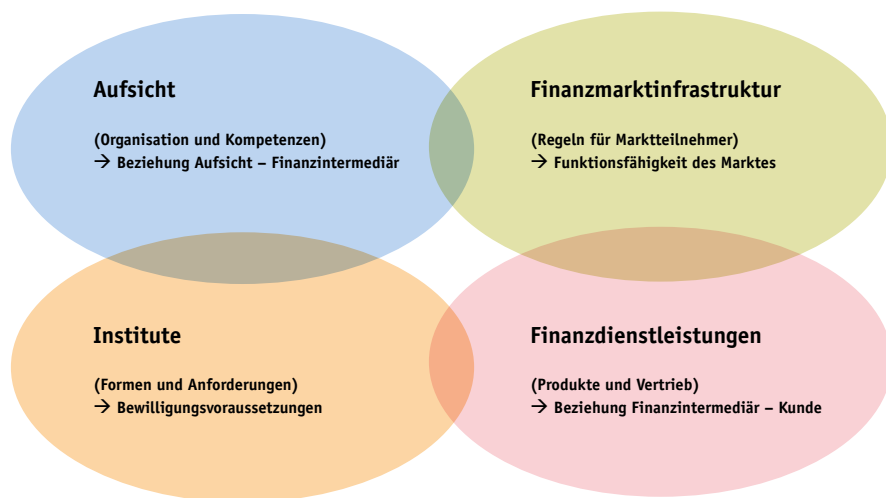 Aufsicht
(Organisation und Kompetenzen)
→ Beziehung Aufsicht – Finanzintermediär
Finanzmarktinfrastruktur
(Regeln für Marktteilnehmer)
→ Funktionsfähigkeit des Marktes
Institute
(Formen und Anforderungen)
→ Bewilligungsvoraussetzungen
Finanzdienstleistungen
(Produkte und Vertrieb)
→ Beziehung Finanzintermediär – Kunde